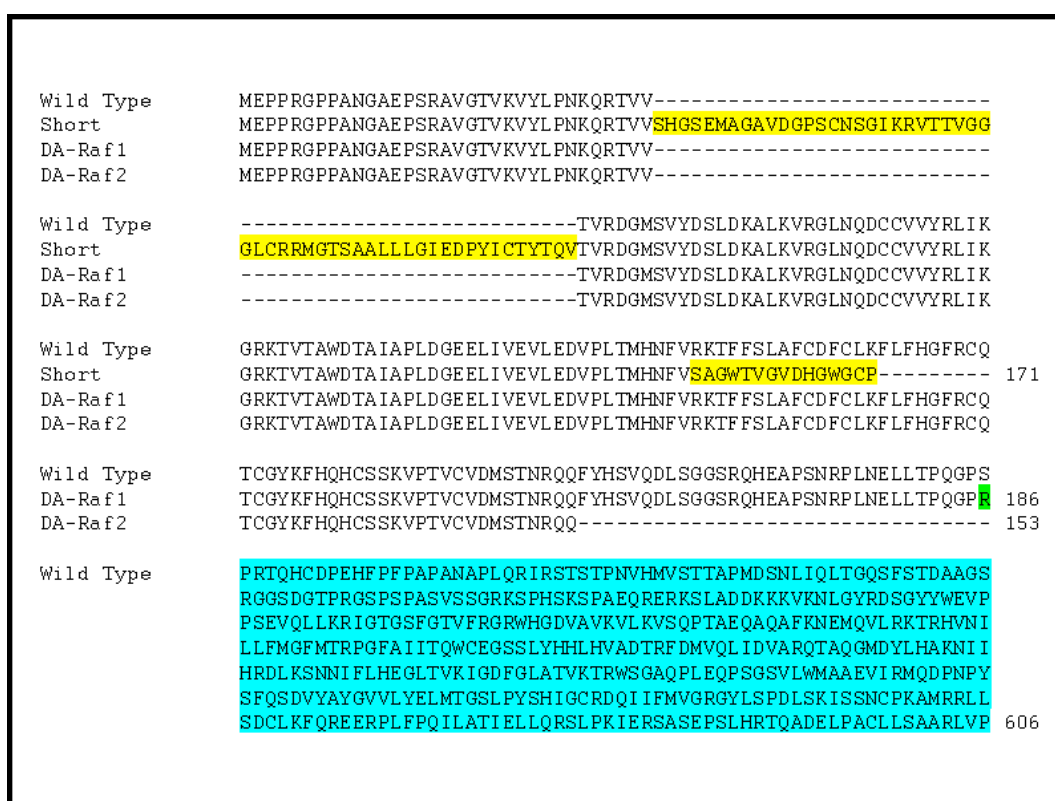 Wild Type MEPPRGPPANGAEPSRAVGTVKVYLPNKQRTVV---------------------------
Short MEPPRGPPANGAEPSRAVGTVKVYLPNKQRTVVSHGSEMAGAVDGPSCNSGIKRVTTVGG
DA-Raf1 MEPPRGPPANGAEPSRAVGTVKVYLPNKQRTVV---------------------------
DA-Raf2 MEPPRGPPANGAEPSRAVGTVKVYLPNKQRTVV---------------------------
Wild Type ---------------------------TVRDGMSVYDSLDKALKVRGLNQDCCVVYRLIK
Short GLCRRMGTSAALLLGIEDPYICTYTQVTVRDGMSVYDSLDKALKVRGLNQDCCVVYRLIK
DA-Raf1 ---------------------------TVRDGMSVYDSLDKALKVRGLNQDCCVVYRLIK
DA-Raf2 ---------------------------TVRDGMSVYDSLDKALKVRGLNQDCCVVYRLIK
Wild Type GRKTVTAWDTAIAPLDGEELIVEVLEDVPLTMHNFVRKTFFSLAFCDFCLKFLFHGFRCQ
Short GRKTVTAWDTAIAPLDGEELIVEVLEDVPLTMHNFVSAGWTVGVDHGWGCP--------- 171
DA-Raf1 GRKTVTAWDTAIAPLDGEELIVEVLEDVPLTMHNFVRKTFFSLAFCDFCLKFLFHGFRCQ
DA-Raf2 GRKTVTAWDTAIAPLDGEELIVEVLEDVPLTMHNFVRKTFFSLAFCDFCLKFLFHGFRCQ
Wild Type TCGYKFHQHCSSKVPTVCVDMSTNRQQFYHSVQDLSGGSRQHEAPSNRPLNELLTPQGPS
DA-Raf1 TCGYKFHQHCSSKVPTVCVDMSTNRQQFYHSVQDLSGGSRQHEAPSNRPLNELLTPQGPR 186
DA-Raf2 TCGYKFHQHCSSKVPTVCVDMSTNRQQ--------------------------------- 153
Wild Type PRTQHCDPEHFPFPAPANAPLQRIRSTSTPNVHMVSTTAPMDSNLIQLTGQSFSTDAAGS
RGGSDGTPRGSPSPASVSSGRKSPHSKSPAEQRERKSLADDKKKVKNLGYRDSGYYWEVP
PSEVQLLKRIGTGSFGTVFRGRWHGDVAVKVLKVSQPTAEQAQAFKNEMQVLRKTRHVNI
LLFMGFMTRPGFAIITQWCEGSSLYHHLHVADTRFDMVQLIDVARQTAQGMDYLHAKNII
HRDLKSNNIFLHEGLTVKIGDFGLATVKTRWSGAQPLEQPSGSVLWMAAEVIRMQDPNPY
SFQSDVYAYGVVLYELMTGSLPYSHIGCRDQIIFMVGRGYLSPDLSKISSNCPKAMRRLL
SDCLKFQREERPLFPQILATIELLQRSLPKIERSASEPSLHRTQADELPACLLSAARLVP 606